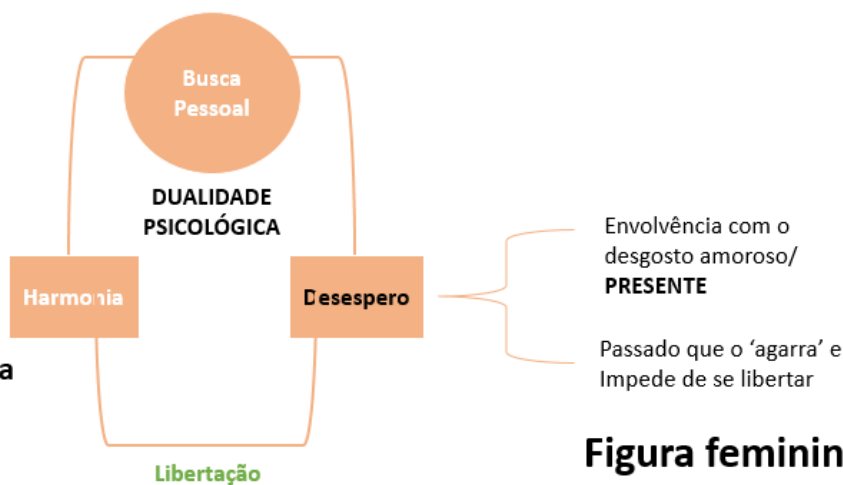 Busca
Pessoal
DUALIDADE
PSICOLÓGICA
Harmonia
Desespero
Envolvência com o
desgosto amoroso/
PRESENTE
Passado que o ‘agarra’ e
Impede de se libertar
a
Libertação
Figura feminin